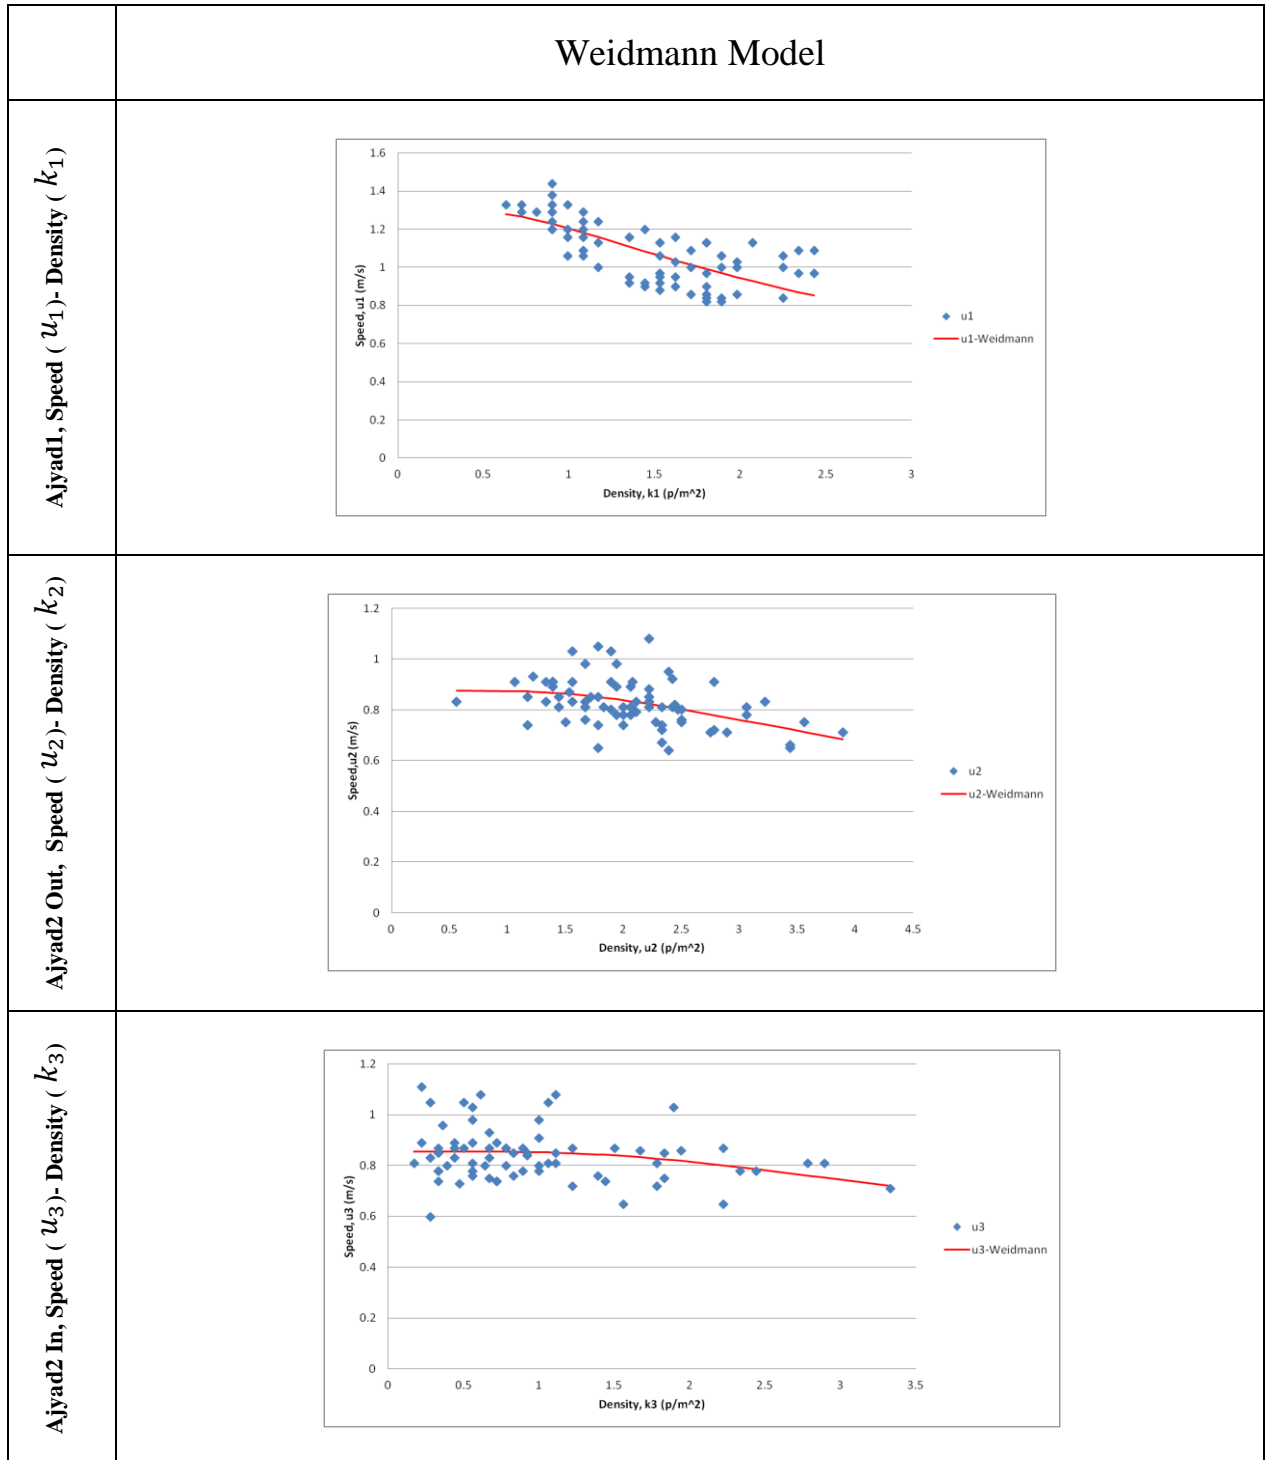 Weidmann Model
Ajyad1, Speed ( u₁)- Density ( k₁)
1.6
1.4
1.2
1
0.8
0.6
0.4
0.2
0
0 0.5 1 1.5 2 2.5 3
Speed, u1 (m/s)
Density, k1 (p/m^2)
u1
u1-Weidmann
Ajyad2 Out, Speed ( u₂)- Density ( k₂)
1.2
1
0.8
0.6
0.4
0.2
0
0 0.5 1 1.5 2 2.5 3 3.5 4 4.5
Speed,u2 (m/s)
Density, u2 (p/m^2)
u2
u2-Weidmann
Ajyad2 In, Speed ( u₃)- Density ( k₃)
1.2
1
0.8
0.6
0.4
0.2
0
0 0.5 1 1.5 2 2.5 3 3.5
Speed,u3 (m/s)
Density, k3 (p/m^2)
u3
u3-Weidmann